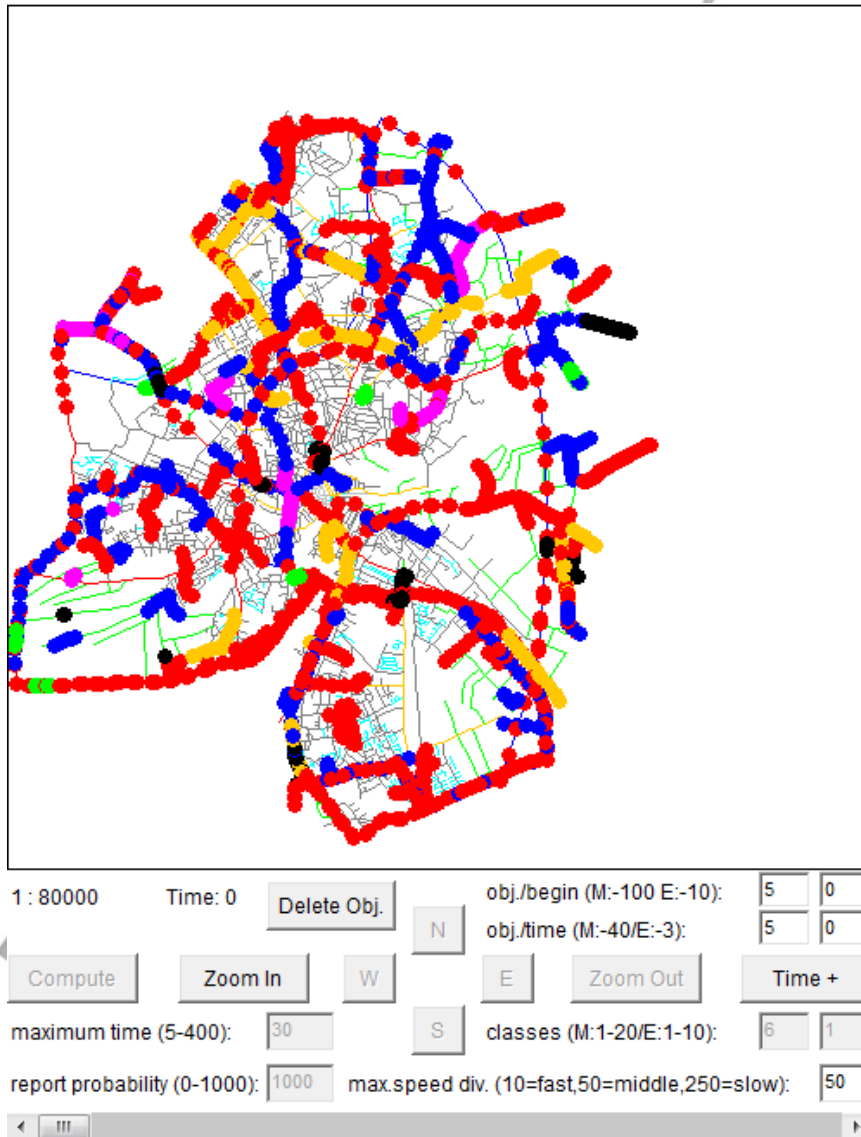 1 : 80000 Time: 0 Delete Obj. obj./begin (M:-100 E:-10): 5 0
N obj./time (M:-40/E:-3): 5 0
Compute Zoom In W E Zoom Out Time +
maximum time (5-400): 30 S classes (M:1-20/E:1-10): 6 1
report probability (0-1000): 1000 max.speed div. (10=fast,50=middle,250=slow): 50